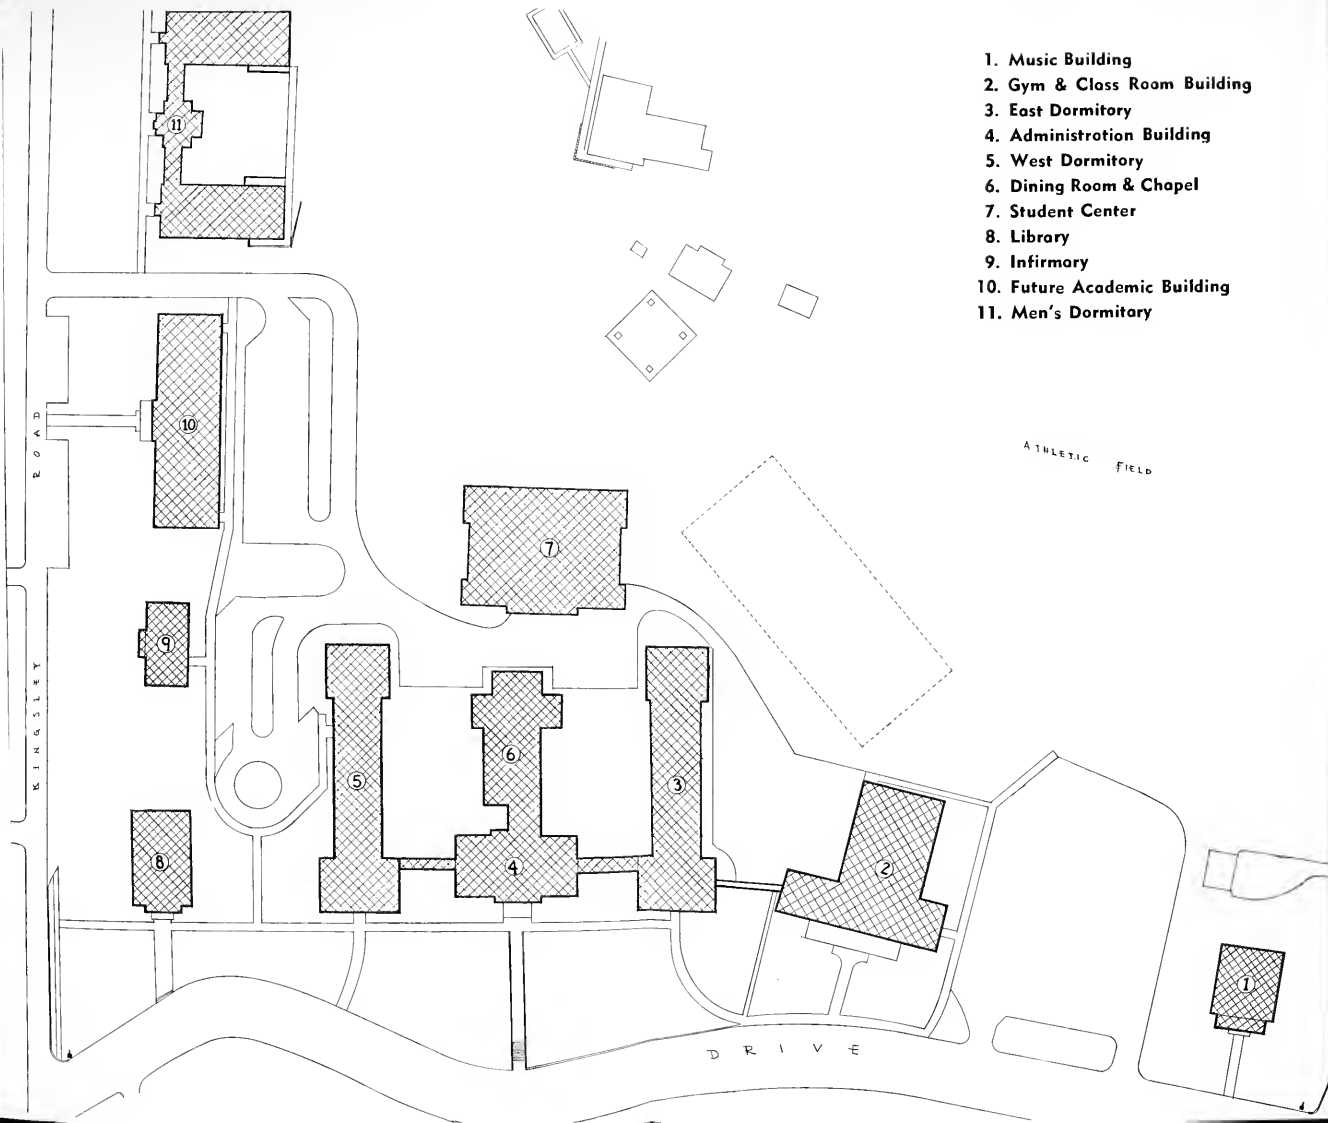 1. Music Building
2. Gym & Class Room Building
3. East Dormitory
4. Administration Building
5. West Dormitory
6. Dining Room & Chapel
7. Student Center
8. Library
9. Infirmary
10. Future Academic Building
11. Men's Dormitory
11
10
ROAD
ATHLETIC FIELD
7
9
KINGSLEY
6
5
3
8
4
2
1
DRIVE